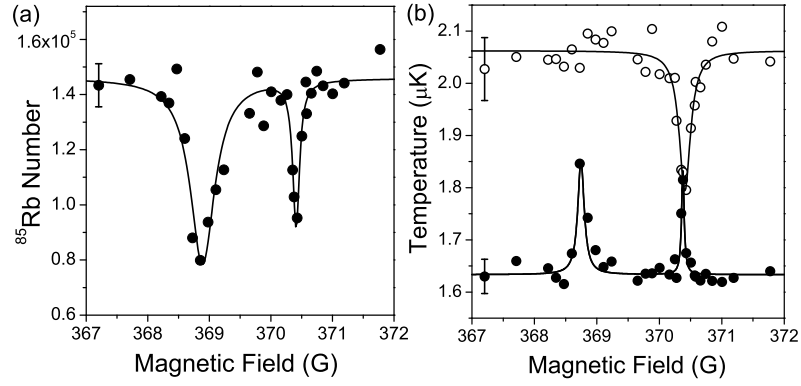 (a)
1.6x10⁵
1.4
1.2
1.0
0.8
0.6
⁸⁵Rb Number
367 368 369 370 371 372
Magnetic Field (G)
(b)
2.1
2.0
1.9
1.8
1.7
1.6
Temperature (μK)
367 368 369 370 371 372
Magnetic Field (G)